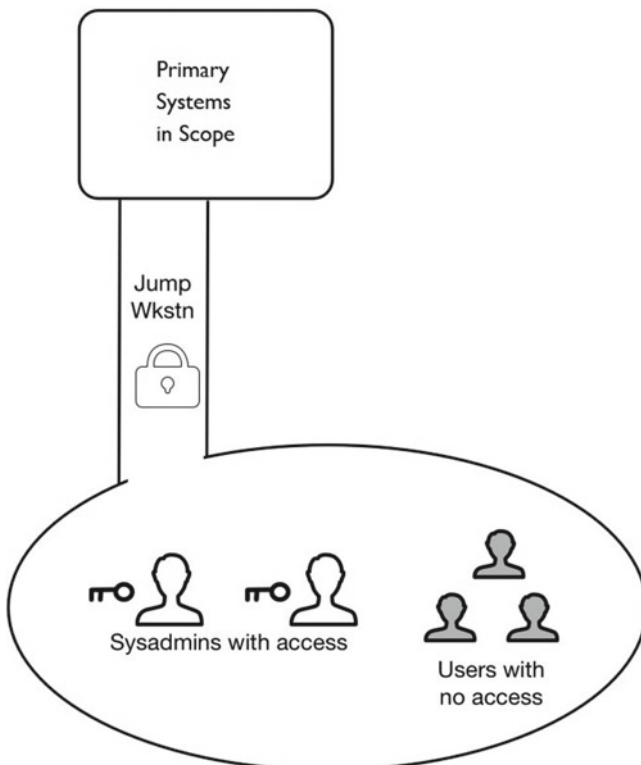 Primary
Systems
in Scope
Jump
Wkstn
Sysadmins with access
Users with
no access